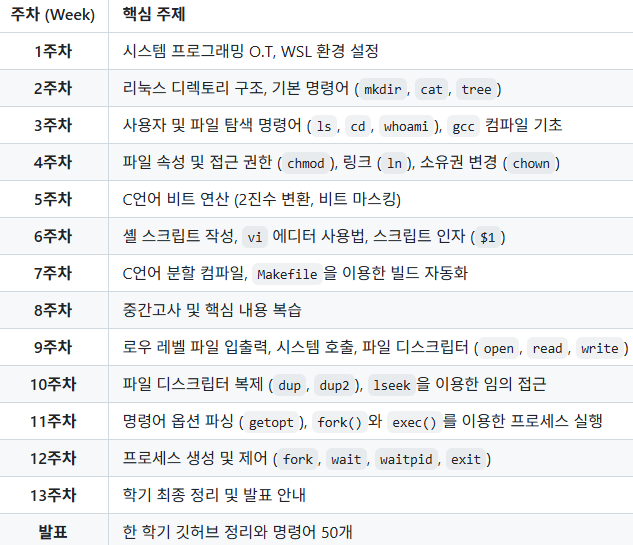 주차 (Week) 핵심 주제
1주차 시스템 프로그래밍 O.T, WSL 환경 설정
2주차 리눅스 디렉토리 구조, 기본 명령어 ( mkdir , cat , tree )
3주차 사용자 및 파일 탐색 명령어 ( ls , cd , whoami ), gcc 컴파일 기초
4주차 파일 속성 및 접근 권한 ( chmod ), 링크 ( ln ), 소유권 변경 ( chown )
5주차 C언어 비트 연산 (2진수 변환, 비트 마스킹)
6주차 셸 스크립트 작성, vi 에디터 사용법, 스크립트 인자 ( $1 )
7주차 C언어 분할 컴파일, Makefile 을 이용한 빌드 자동화
8주차 중간고사 및 핵심 내용 복습
9주차 로우 레벨 파일 입출력, 시스템 호출, 파일 디스크립터 ( open , read , write )
10주차 파일 디스크립터 복제 ( dup , dup2 ), lseek 을 이용한 임의 접근
11주차 명령어 옵션 파싱 ( getopt ), fork() 와 exec() 를 이용한 프로세스 실행
12주차 프로세스 생성 및 제어 ( fork , wait , waitpid , exit )
13주차 학기 최종 정리 및 발표 안내
발표 한 학기 깃허브 정리와 명령어 50개